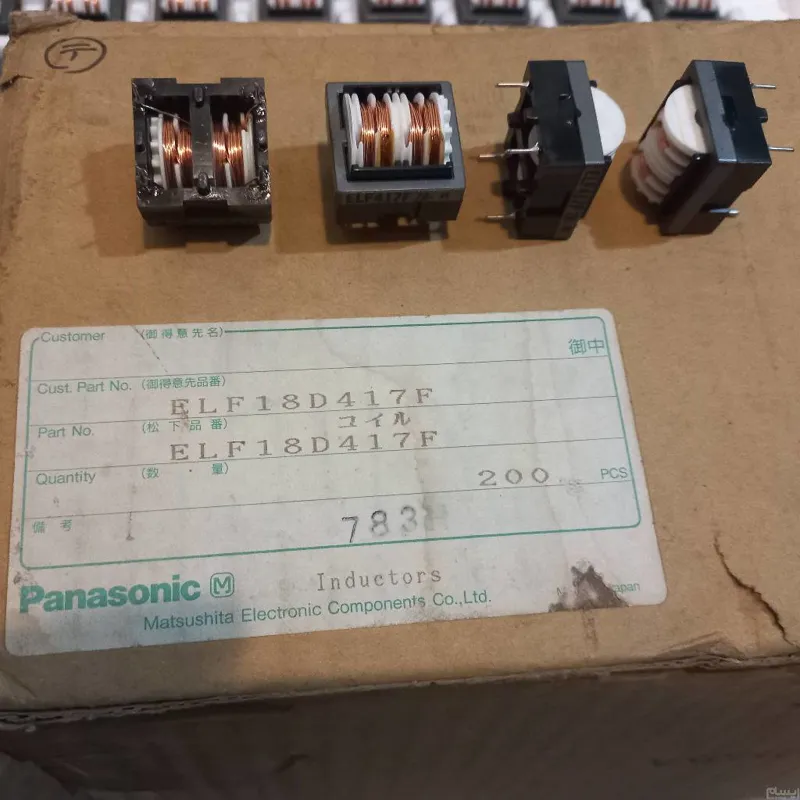 〒
ELF417F
Customer (御得意先名)
御中
Cust. Part No. (御得意先品番)
ELF18D417F
コイル
Part No. (松下品番)
ELF18D417F
Quantity (数・量) 200 PCS
備考
783
Panasonic M Inductors
Matsushita Electronic Components Co.,Ltd.
ایسام